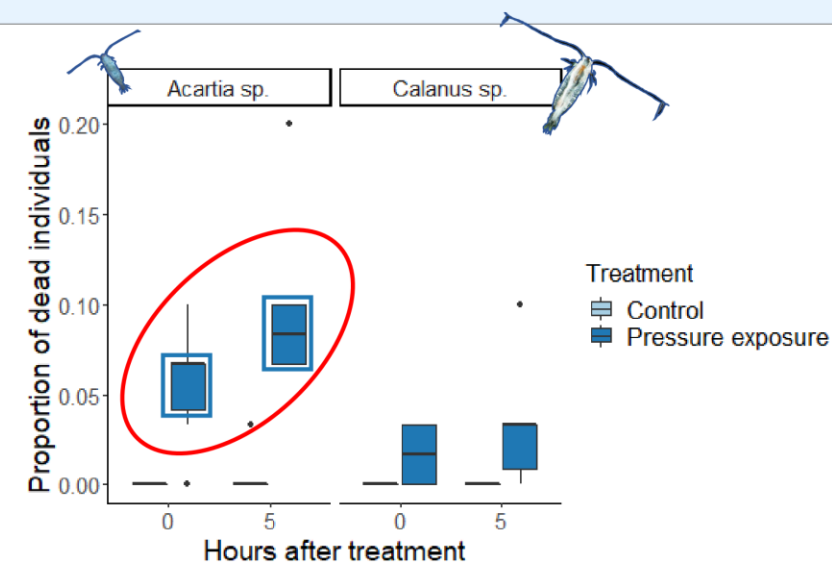 Acartia sp.
Calanus sp.
Proportion of dead individuals
0.20
0.15
0.10
0.05
0.00
0
5
0
5
Hours after treatment
Treatment
Control
Pressure exposure